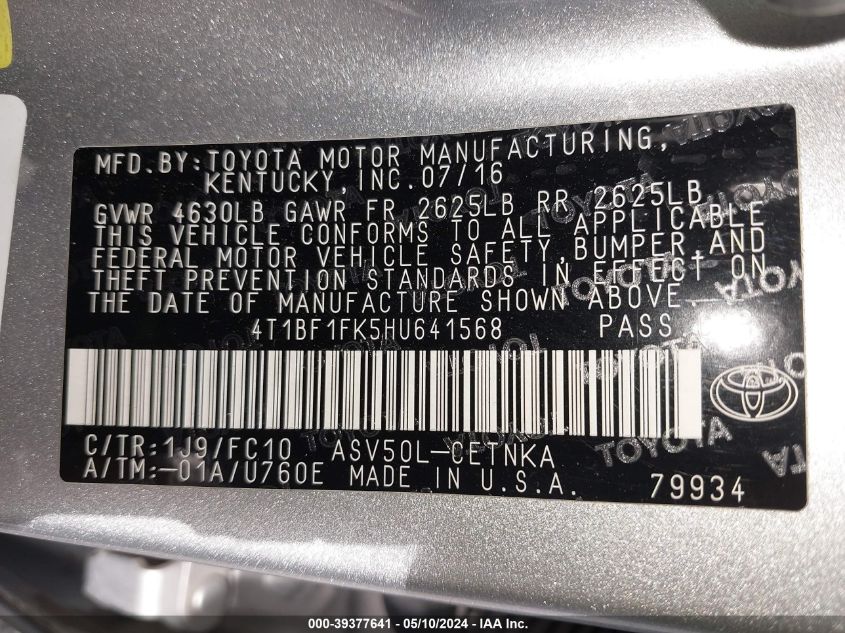 MFD.BY:TOYOTA MOTOR MANUFACTURING,
KENTUCKY,INC.07/16
GVWR 4630LB GAWR FR 2625LB RR 2625LB
THIS VEHICLE CONFORMS TO ALL APPLICABLE
FEDERAL MOTOR VEHICLE SAFETY,BUMPER,AND
THEFT PREVENTION STANDARDS IN EFFECT ON
THE DATE OF MANUFACTURE SHOWN ABOVE.
4T1BF1FK5HU641568 PASS CAR
C/TR:1J9/FC10 ASV50L-CETNKA
A/TM:-01A/U760E MADE IN U.S.A. 79934
TOYOTA
000-39377641 - 05/10/2024 - IAA Inc.